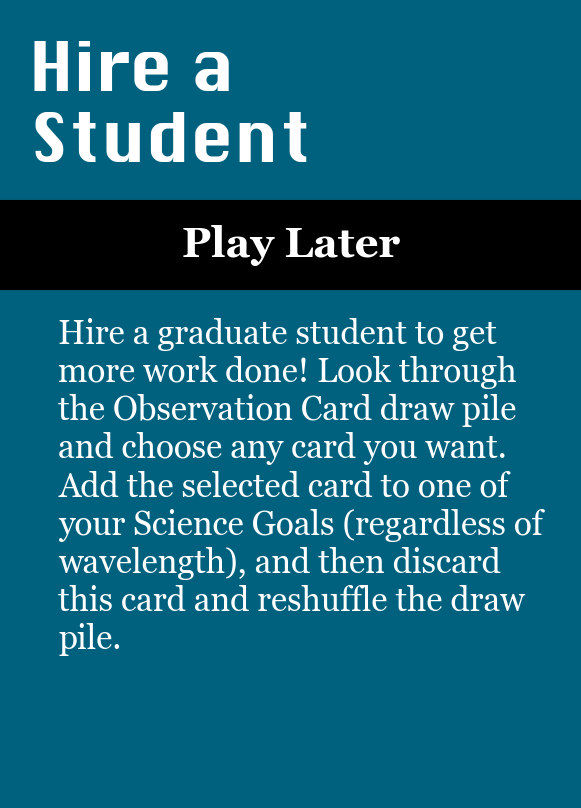 Hire a
Student
Play Later
Hire a graduate student to get
more work done! Look through
the Observation Card draw pile
and choose any card you want.
Add the selected card to one of
your Science Goals (regardless of
wavelength), and then discard
this card and reshuffle the draw
pile.